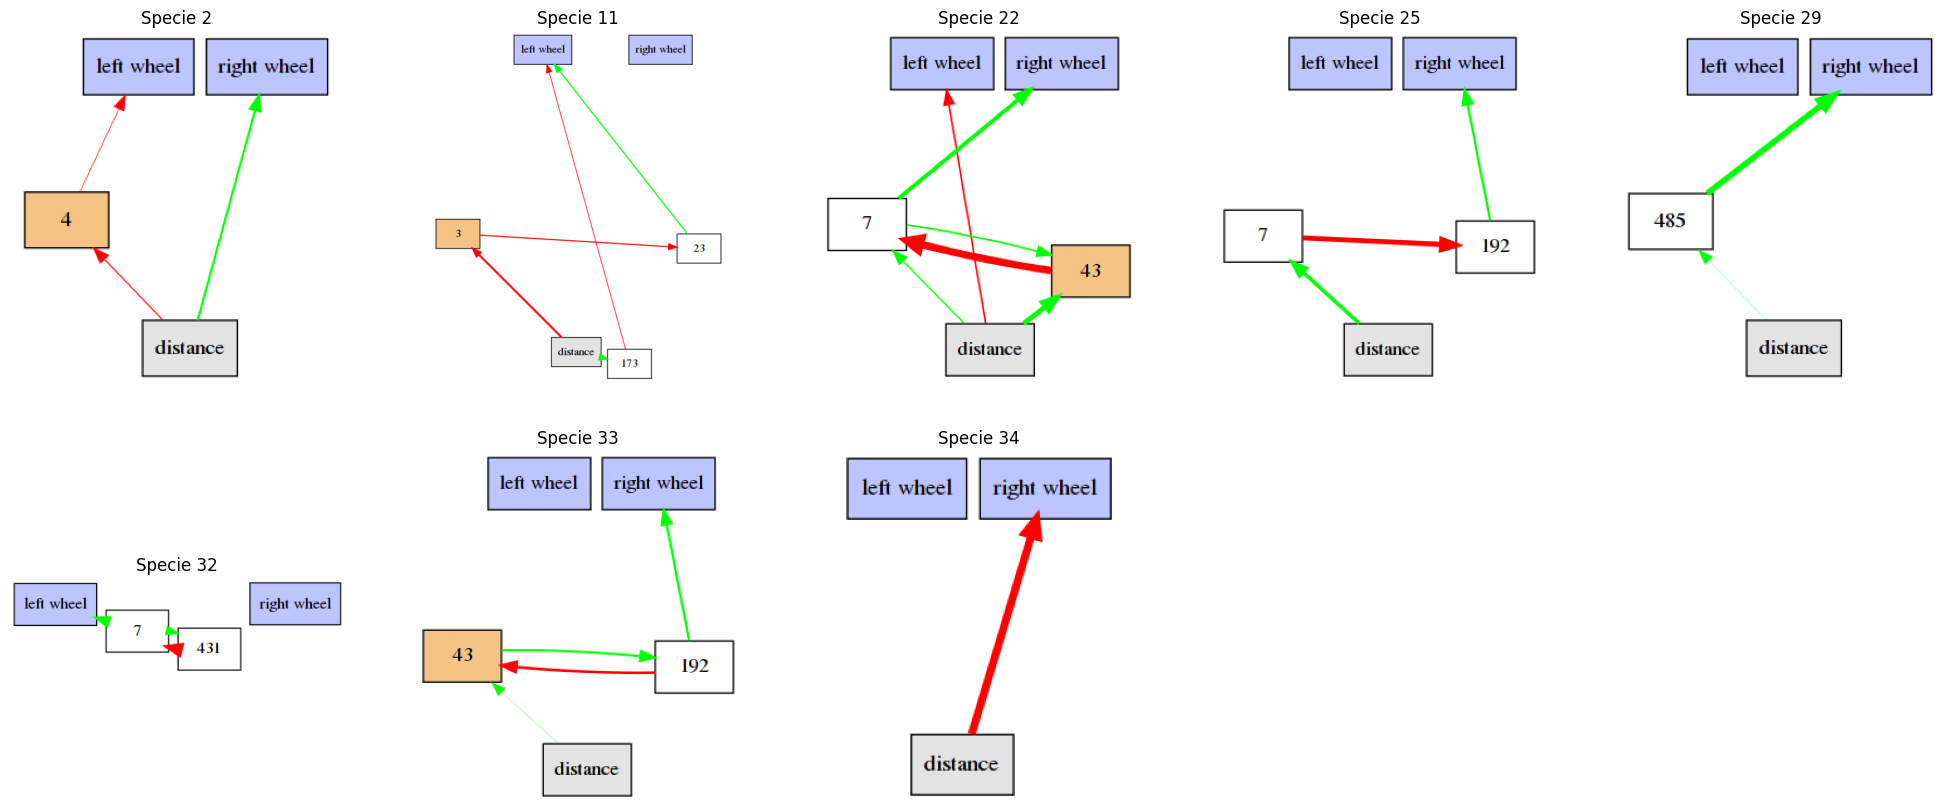 Specie 2
left wheel
right wheel
4
distance
Specie 11
left wheel
right wheel
3
23
distance
173
Specie 22
left wheel
right wheel
7
43
distance
Specie 25
left wheel
right wheel
7
192
distance
Specie 29
left wheel
right wheel
485
distance
Specie 32
left wheel
7
431
right wheel
Specie 33
left wheel
right wheel
43
192
distance
Specie 34
left wheel
right wheel
distance